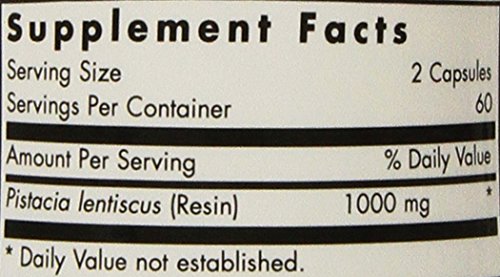 Supplement Facts
Serving Size 2 Capsules
Servings Per Container 60
Amount Per Serving % Daily Value
Pistacia lentiscus (Resin) 1000 mg *
* Daily Value not established.